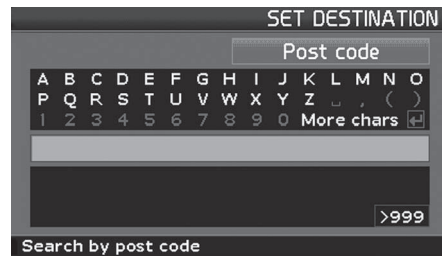 SET DESTINATION
Post code
A B C D E F G H I J K L M N O
P Q R S T U V W X Y Z ␣ , ( )
1 2 3 4 5 6 7 8 9 0 More chars ↵
>999
Search by post code